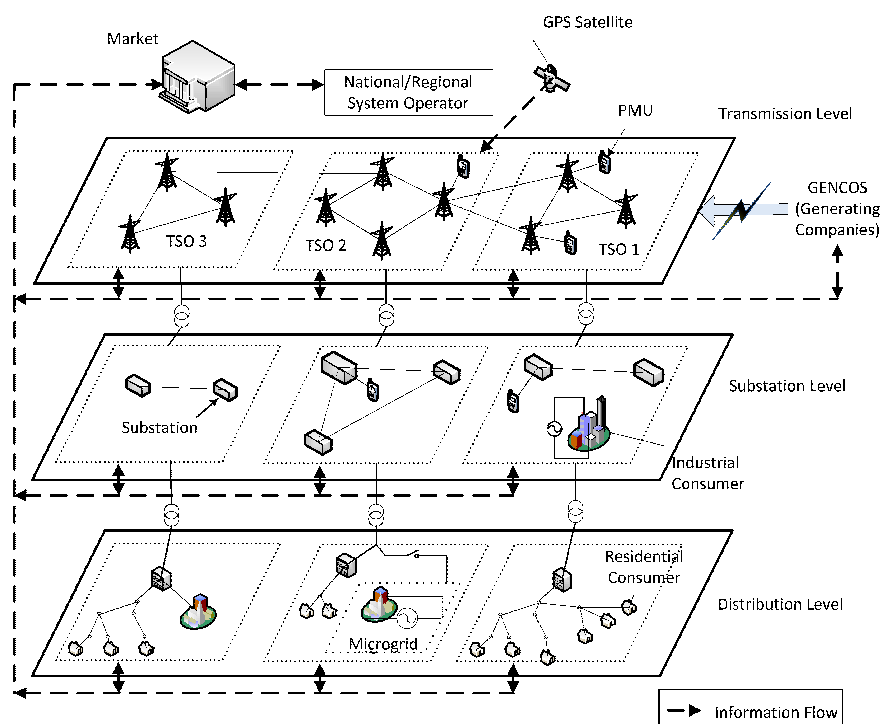 GPS Satellite
Market
National/Regional
System Operator
PMU
Transmission Level
GENCOS
(Generating
Companies)
TSO 3
TSO 2
TSO 1
Substation Level
Substation
Industrial
Consumer
Residential
Consumer
Distribution Level
Microgrid
Information Flow